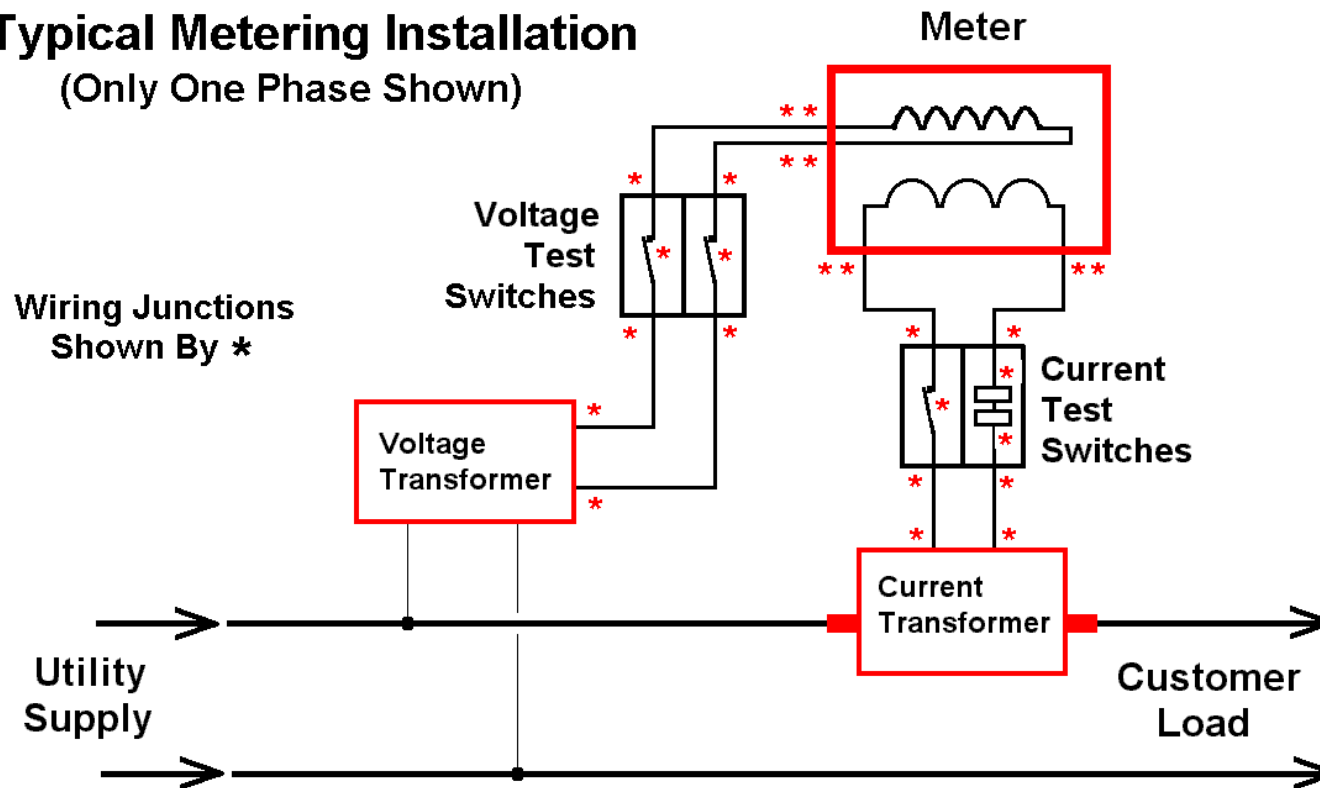 Typical Metering Installation
(Only One Phase Shown)
Meter
* *
* *
* *
Voltage
Test
Switches
* *
* *
* * * *
Wiring Junctions
Shown By *
* *
Current
Test
Switches
*
* *
*
Voltage
Transformer
*
*
* *
* *
Current
Transformer
Utility
Supply
Customer
Load